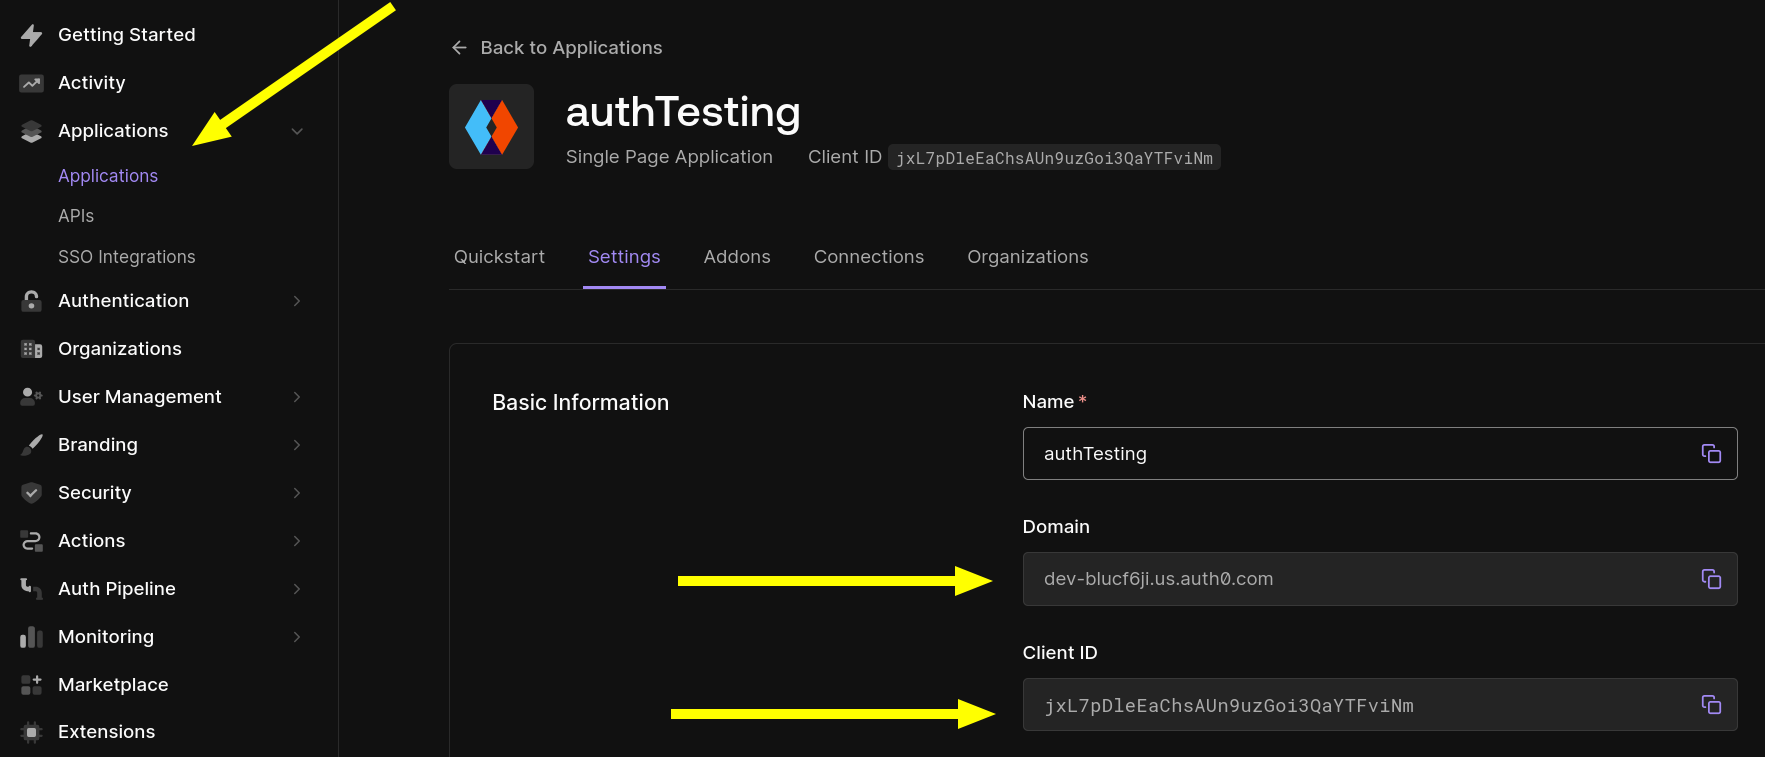 Getting Started
Activity
Applications
Applications
APIs
SSO Integrations
Authentication
Organizations
User Management
Branding
Security
Actions
Auth Pipeline
Monitoring
Marketplace
Extensions
Back to Applications
authTesting
Single Page Application Client ID jxL7pDleEaChsAUn9uzGoi3QaYTFviNm
Quickstart Settings Addons Connections Organizations
Basic Information
Name *
authTesting
Domain
dev-blucf6ji.us.auth0.com
Client ID
jxL7pDleEaChsAUn9uzGoi3QaYTFviNm